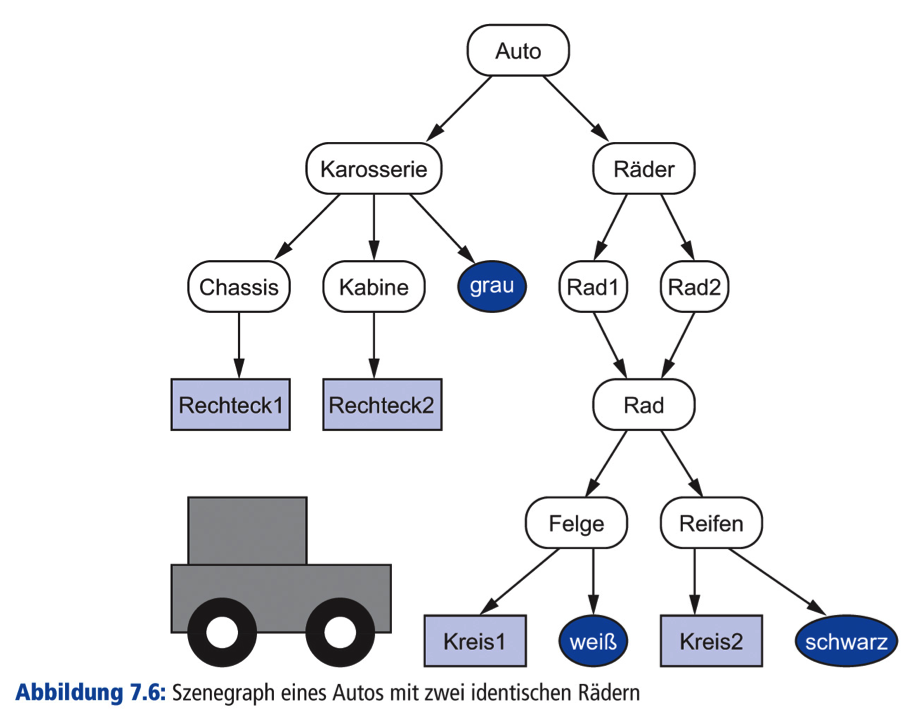 Auto
Karosserie Räder
Chassis Kabine grau Rad1 Rad2
Rechteck1 Rechteck2 Rad
Felge Reifen
Kreis1 weiß Kreis2 schwarz
Abbildung 7.6: Szenegraph eines Autos mit zwei identischen Rädern